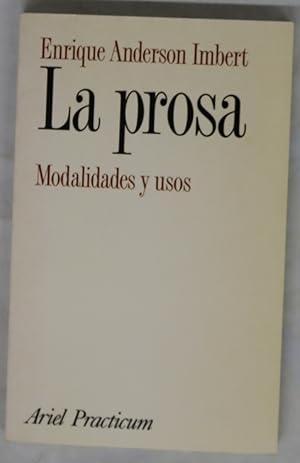 Enrique Anderson Imbert
La prosa
Modalidades y usos
Ariel Practicum